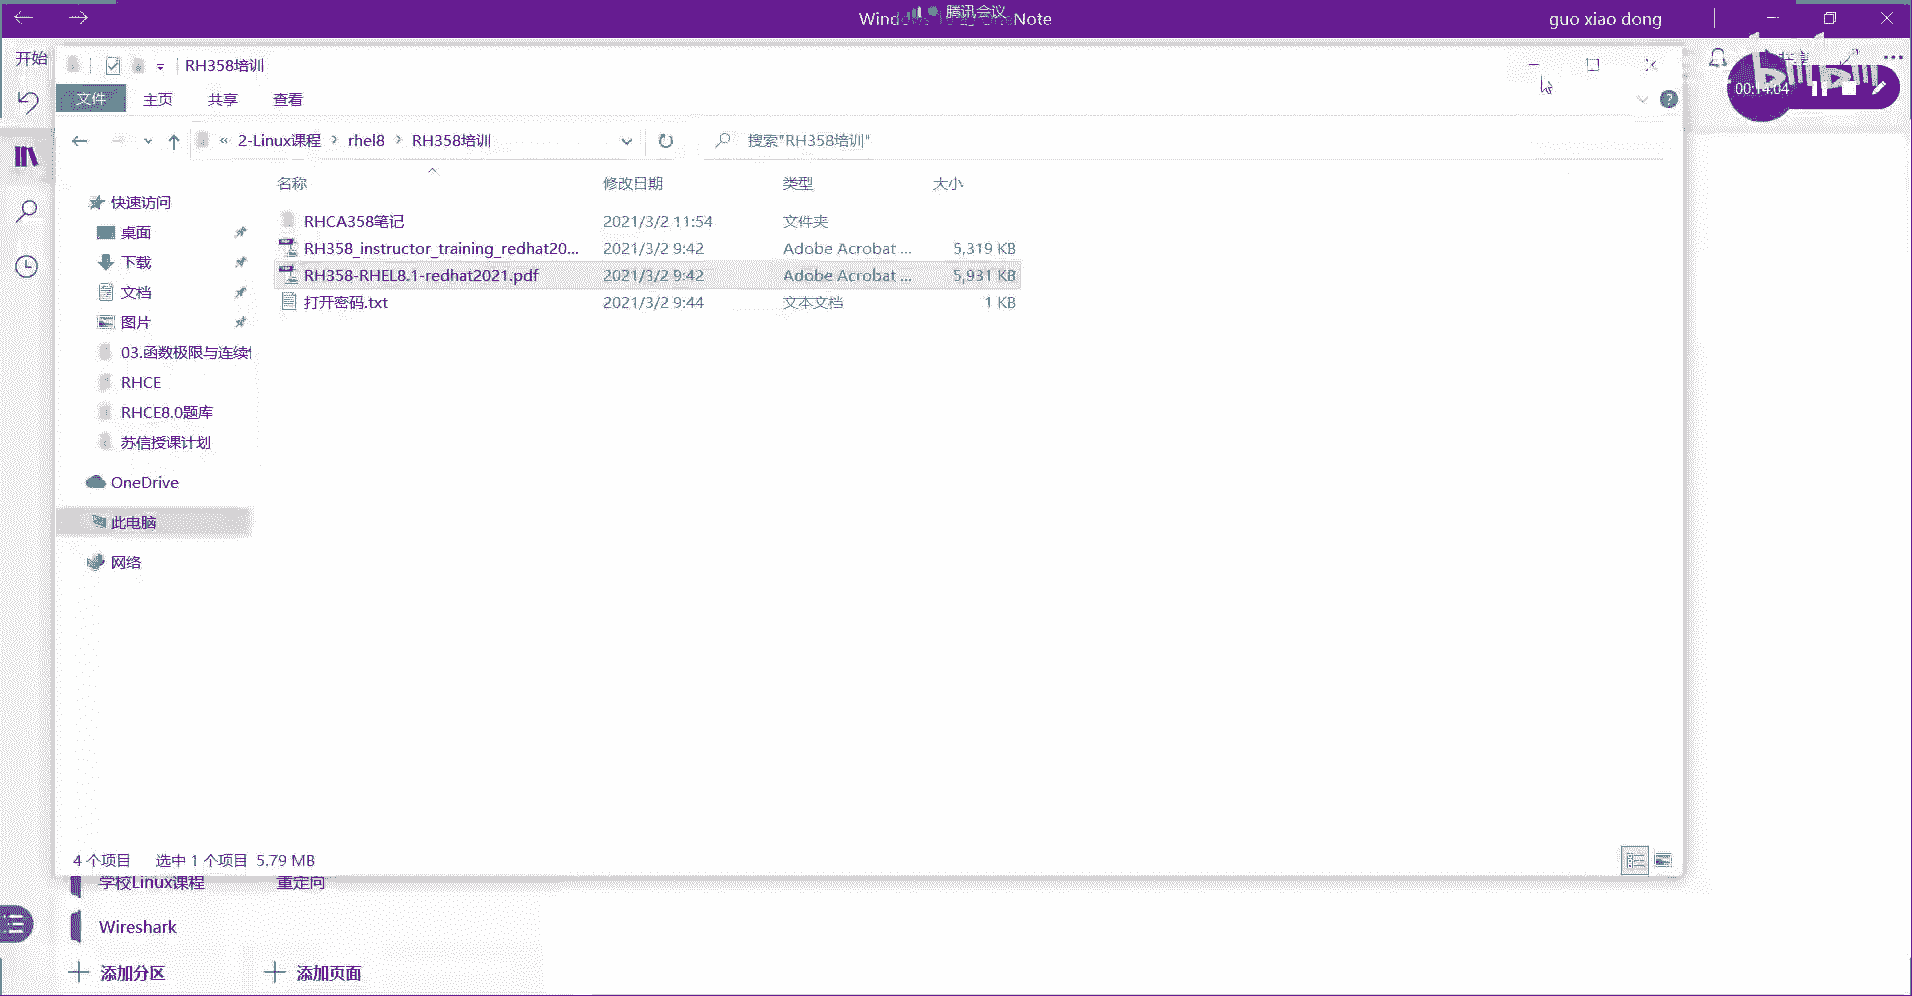 腾讯会议
guo xiao dong
开始
RH358培训
文件 主页 共享 查看
00:14:04
« 2-Linux课程 › rhel8 › RH358培训
搜索"RH358培训"
名称 修改日期 类型 大小
快速访问
桌面
下载
文档
图片
03.函数极限与连续
RHCE
RHCE8.0题库
苏信授课计划
OneDrive
此电脑
网络
RHCA358笔记 2021/3/2 11:54 文件夹
RH358_instructor_training_redhat20... 2021/3/2 9:42 Adobe Acrobat ... 5,319 KB
RH358-RHEL8.1-redhat2021.pdf 2021/3/2 9:42 Adobe Acrobat ... 5,931 KB
打开密码.txt 2021/3/2 9:44 文本文档 1 KB
4 个项目 选中 1 个项目 5.79 MB
学校Linux课程 重定向
Wireshark
添加分区 添加页面